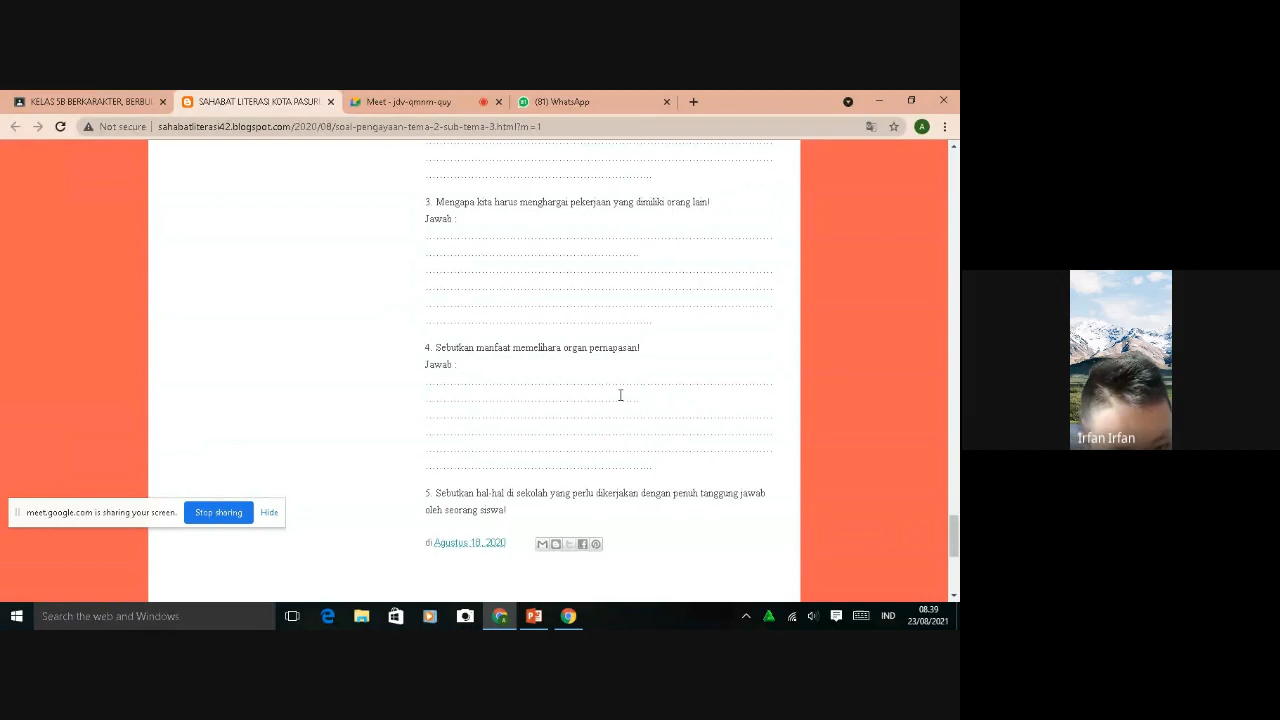 KELAS 5B BERKARAKTER, BERBUI
SAHABAT LITERASI KOTA PASURI
Meet - jdv-qmnm-quy
(81) WhatsApp
Not secure
sahabatliterasi42.blogspot.com/2020/08/soal-pengayaan-tema-2-sub-tema-3.html?m=1
A
3. Mengapa kita harus menghargai pekerjaan yang dimiliki orang lain!
Jawab :
4. Sebutkan manfaat memelihara organ pernapasan!
Jawab :
5. Sebutkan hal-hal di sekolah yang perlu dikerjakan dengan penuh tanggung jawab
oleh seorang siswa!
di Agustus 18, 2020
meet.google.com is sharing your screen.
Stop sharing
Hide
Irfan Irfan
Search the web and Windows
IND
08.39
23/08/2021